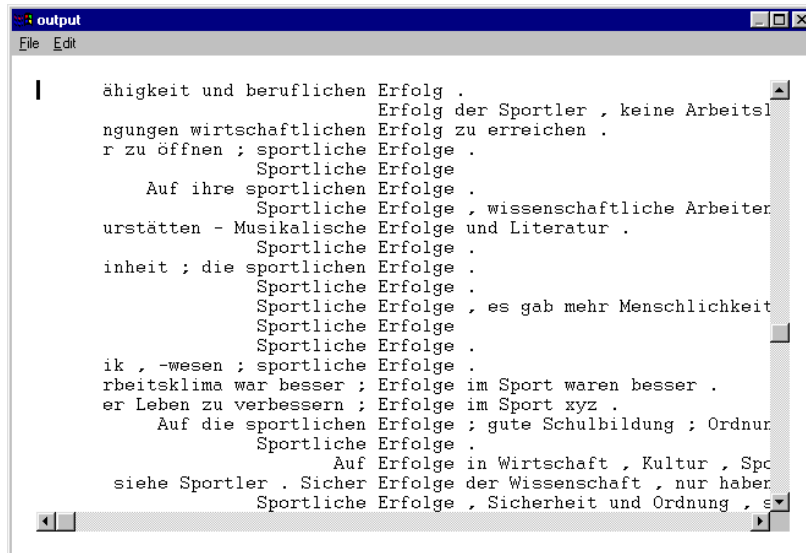 output
File Edit
ähigkeit und beruflichen Erfolg .
Erfolg der Sportler , keine Arbeitsl
ngungen wirtschaftlichen Erfolg zu erreichen .
r zu öffnen ; sportliche Erfolge .
Sportliche Erfolge
Auf ihre sportlichen Erfolge .
Sportliche Erfolge , wissenschaftliche Arbeiten
urstätten - Musikalische Erfolge und Literatur .
Sportliche Erfolge .
inheit ; die sportlichen Erfolge .
Sportliche Erfolge .
Sportliche Erfolge , es gab mehr Menschlichkeit
Sportliche Erfolge
Sportliche Erfolge .
ik , -wesen ; sportliche Erfolge .
rbeitsklima war besser ; Erfolge im Sport waren besser .
er Leben zu verbessern ; Erfolge im Sport xyz .
Auf die sportlichen Erfolge ; gute Schulbildung ; Ordnun
Sportliche Erfolge .
Auf Erfolge in Wirtschaft , Kultur , Spo
siehe Sportler . Sicher Erfolge der Wissenschaft , nur haben
Sportliche Erfolge , Sicherheit und Ordnung , s